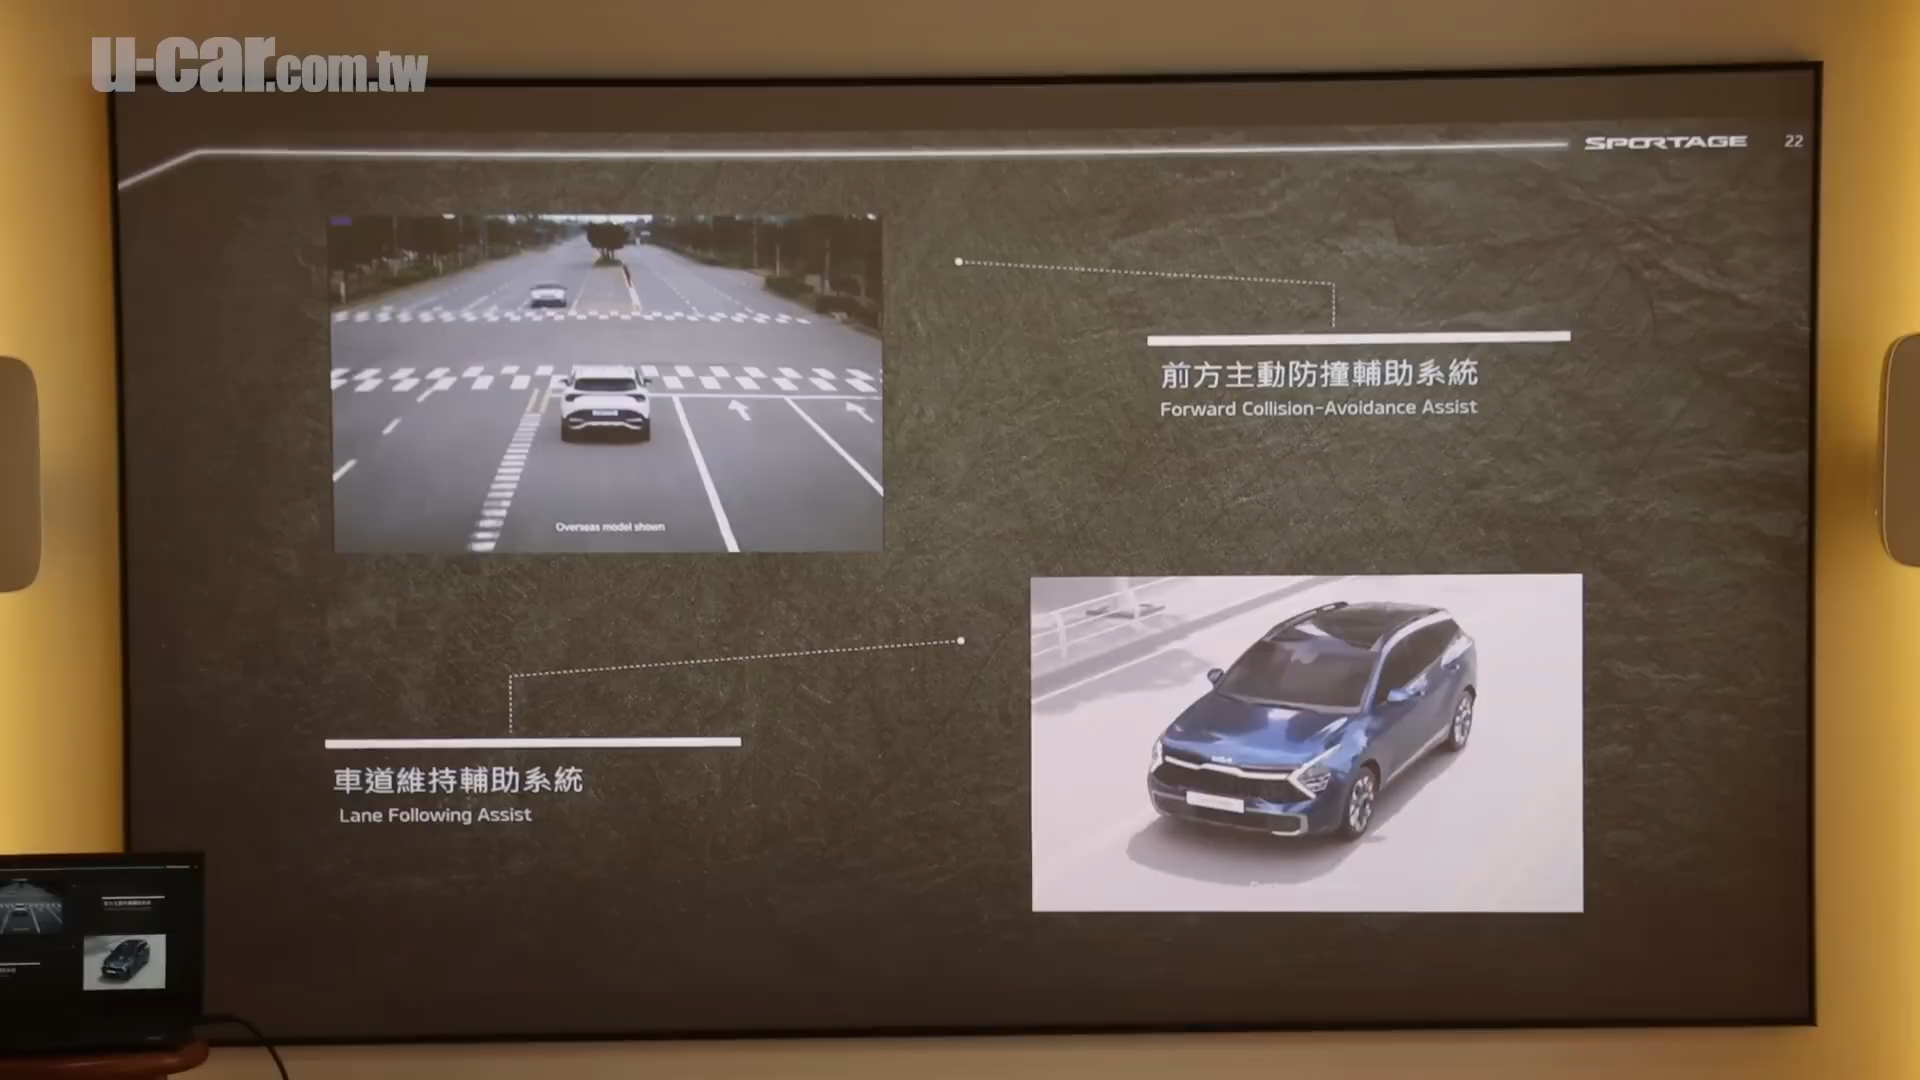 u-car.com.tw
SPORTAGE 22
前方主動防撞輔助系統
Forward Collision-Avoidance Assist
Overseas model shown
車道維持輔助系統
Lane Following Assist